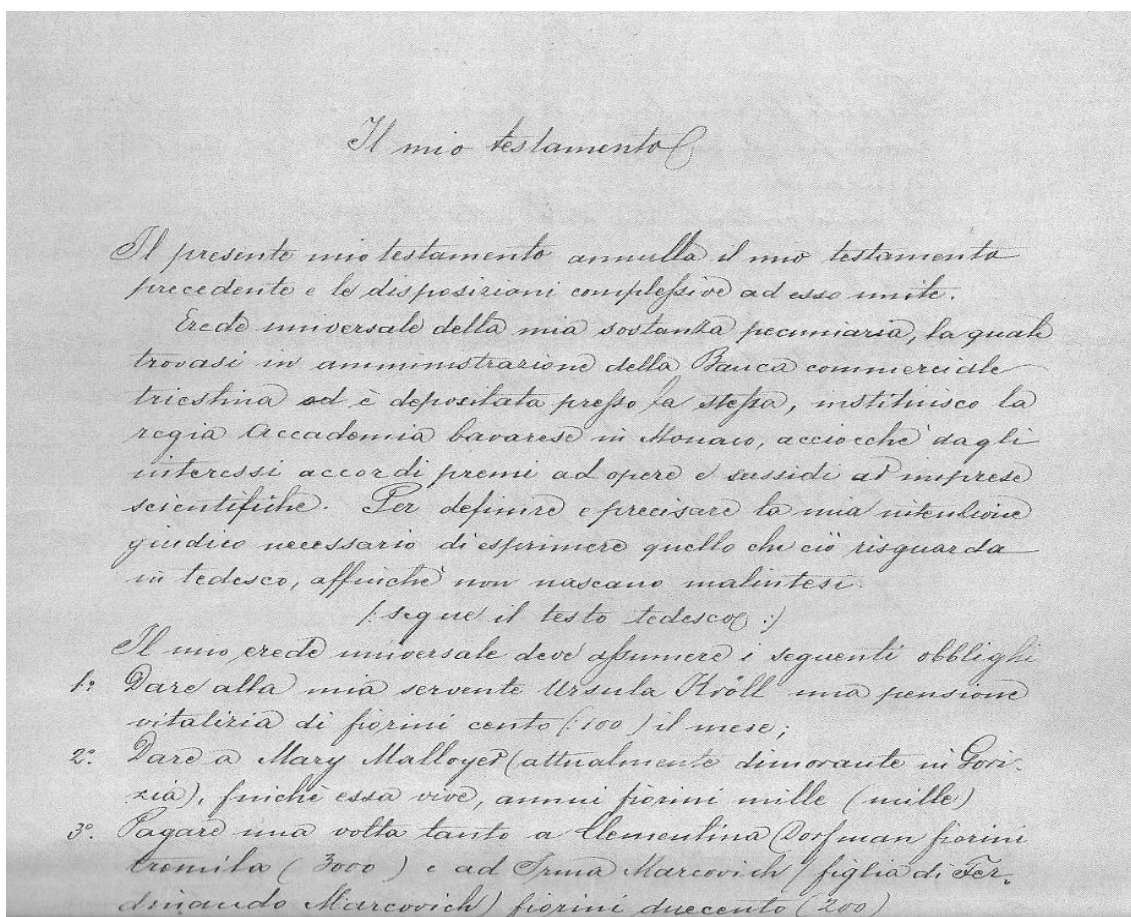 Il mio testamento
Il presente mio testamento annulla il mio testamento
precedente e le disposizioni complessive ad esso unite.
Erede universale della mia sostanza pecuniaria, la quale
trovasi in amministrazione della Banca commerciale
triestina ed è depositata presso la stessa, instituisco la
regia Accademia bavarese in Monaco, acciocchè dagli
interessi accordi premi ad opere e sussidi ad imprese
scientifiche. Per definire e precisare la mia intenzione
giudico necessario di esprimere quello che ciò risguarda
in tedesco, affinchè non nascano malintesi.
/: segue il testo tedesco :/
Il mio erede universale deve assumere i seguenti obblighi
1º Dare alla mia servente Ursula Kröll una pensione
vitalizia di fiorini cento (:100) il mese;
2º. Dare a Mary Malloyer (attualmente dimorante in Gori-
zia), finchè essa vive, annui fiorini mille (mille)
3º. Pagare una volta tanto a Clementina Dorfman fiorini
tremila (3000) e ad Irma Marcovich / figlia di Fer-
dinando Marcovich) fiorini duecento (200)